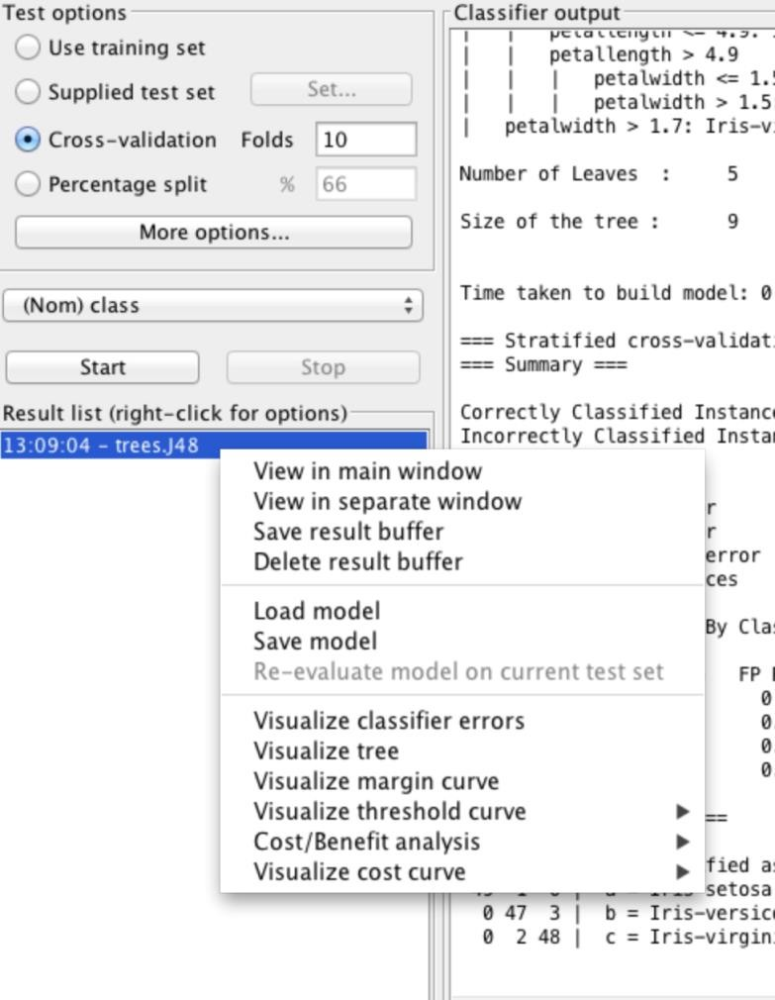 Test options
Use training set
Supplied test set Set...
Cross-validation Folds 10
Percentage split % 66
More options...
(Nom) class
Start Stop
Result list (right-click for options)
13:09:04 - trees.J48
View in main window
View in separate window
Save result buffer
Delete result buffer
Load model
Save model
Re-evaluate model on current test set
Visualize classifier errors
Visualize tree
Visualize margin curve
Visualize threshold curve
Cost/Benefit analysis
Visualize cost curve
Classifier output
| | petallength <= 4.9:
| | petallength > 4.9
| | | petalwidth <= 1.5
| | | petalwidth > 1.5
| petalwidth > 1.7: Iris-v
Number of Leaves : 5
Size of the tree : 9
Time taken to build model: 0
=== Stratified cross-validat
=== Summary ===
Correctly Classified Instanc
Incorrectly Classified Insta
r
r
error
ces
By Clas
FP
0
0.
0.
0
==
fied as
setosa
0 47 3 | b = Iris-versic
0 2 48 | c = Iris-virgin